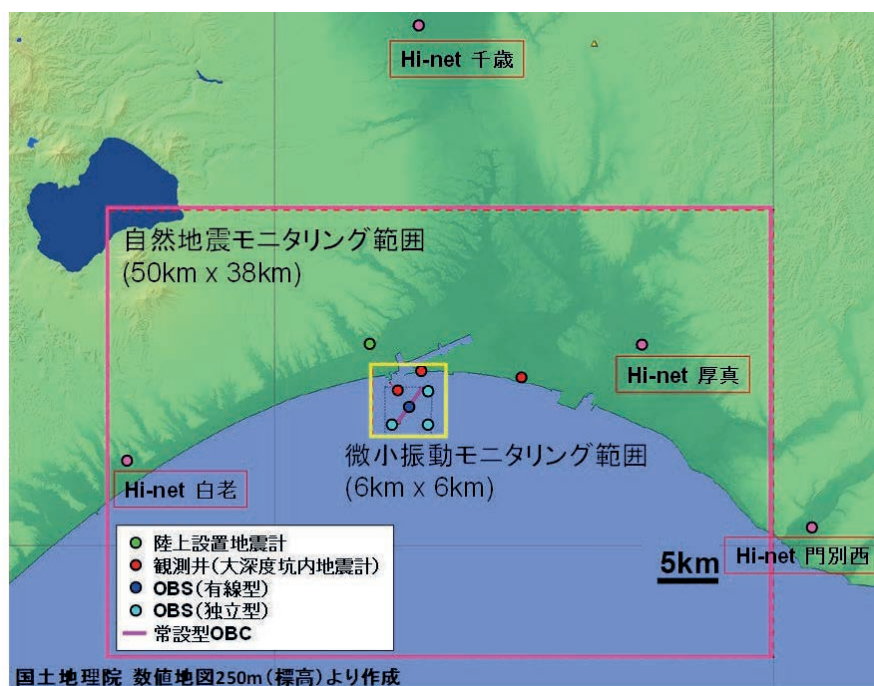 Hi-net 千歳
自然地震モニタリング範囲
(50km x 38km)
Hi-net 厚真
微小振動モニタリング範囲
(6km x 6km)
Hi-net 白老
Hi-net 門別西
5km
陸上設置地震計
観測井(大深度坑内地震計)
OBS(有線型)
OBS(独立型)
常設型OBC
国土地理院 数値地図250m(標高)より作成